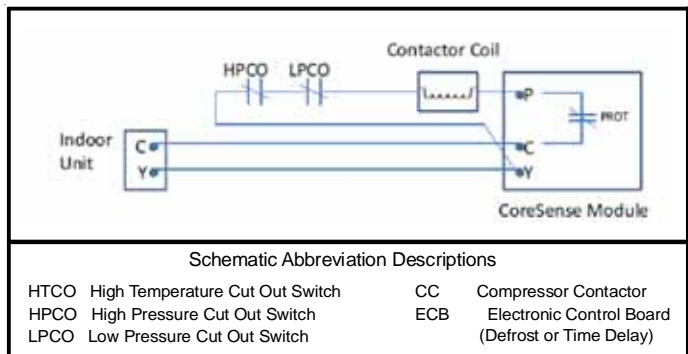 Contactor Coil
HPCO LPCO
P
PROT
Indoor
Unit
C
Y
C
Y
CoreSense Module
Schematic Abbreviation Descriptions
HTCO High Temperature Cut Out Switch
HPCO High Pressure Cut Out Switch
LPCO Low Pressure Cut Out Switch
CC Compressor Contactor
ECB Electronic Control Board
(Defrost or Time Delay)